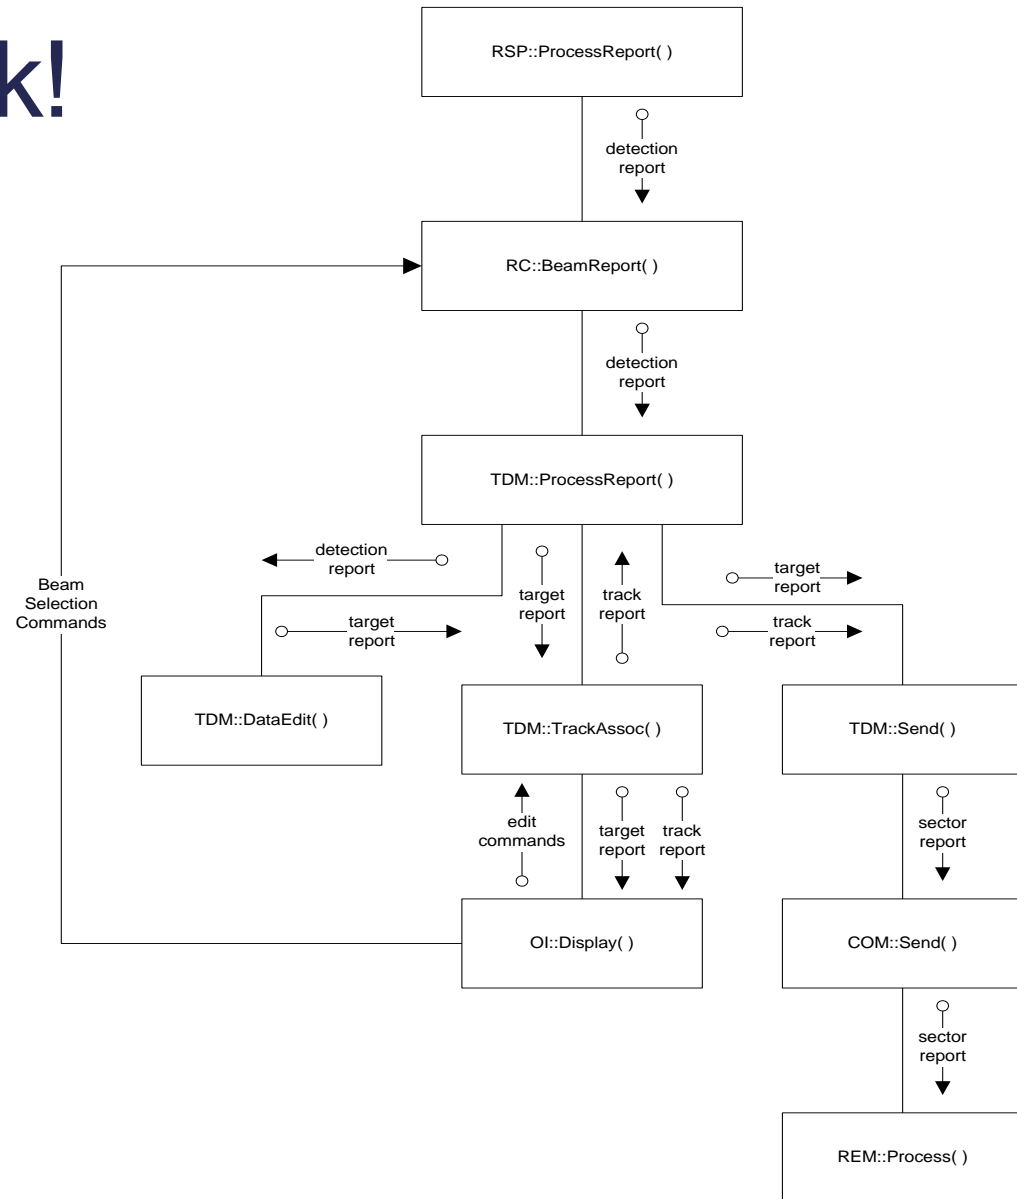 k!
RSP::ProcessReport( )
detection
report
RC::BeamReport( )
detection
report
TDM::ProcessReport( )
detection
report
target
report
target
report
track
report
target
report
track
report
Beam
Selection
Commands
TDM::DataEdit( )
TDM::TrackAssoc( )
TDM::Send( )
edit
commands
target
report
track
report
sector
report
OI::Display( )
COM::Send( )
sector
report
REM::Process( )